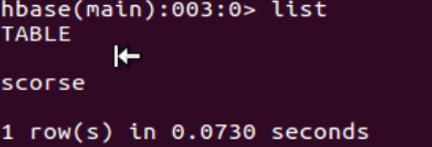 hbase(main):003:0> list
TABLE
scorse
1 row(s) in 0.0730 seconds